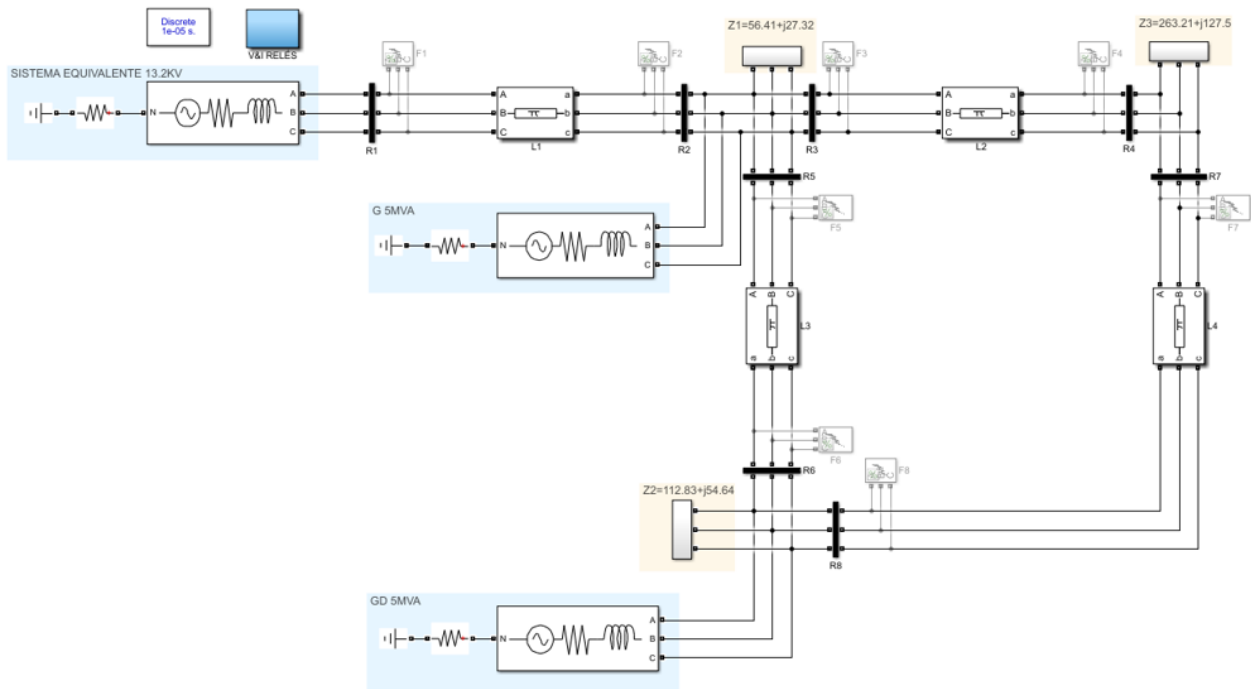 Discrete
1e-05 s.
V&I RELÉS
SISTEMA EQUIVALENTE 13.2KV
N
A
B
C
R1
F1
A
B
C
L1
a
b
c
F2
R2
Z1=56.41+j27.32
F3
R3
A
B
C
L2
a
b
c
F4
R4
Z3=263.21+j127.5
R5
F5
R7
F7
G 5MVA
N
A
B
C
A
B
C
L3
a
b
c
A
B
C
L4
a
b
c
F6
R6
F8
Z2=112.83+j54.64
R8
GD 5MVA
N
A
B
C